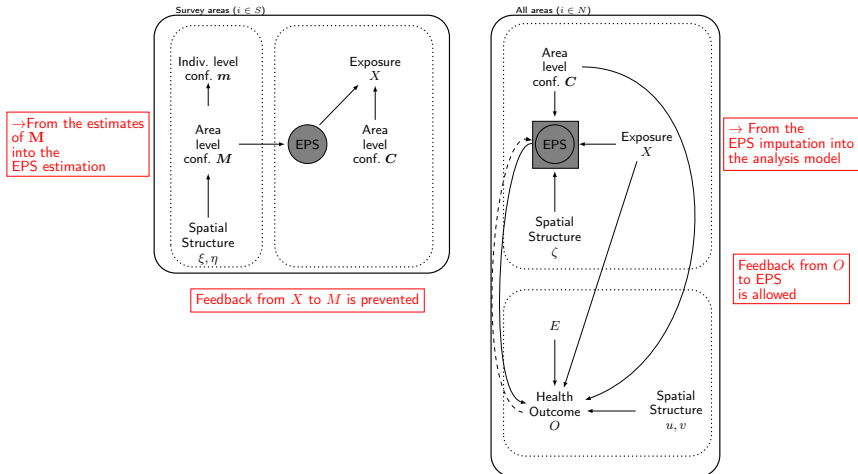 Survey areas (i ∈ S)
Indiv. level
conf. m
Exposure
X
→From the estimates
of M
into the
EPS estimation
Area
level
conf. M
EPS
Area
level
conf. C
Spatial
Structure
ξ, η
Feedback from X to M is prevented
All areas (i ∈ N)
Area
level
conf. C
EPS
Exposure
X
→ From the
EPS imputation into
the analysis model
Spatial
Structure
ζ
Feedback from O
to EPS
is allowed
E
Health
Outcome
O
Spatial
Structure
u, v